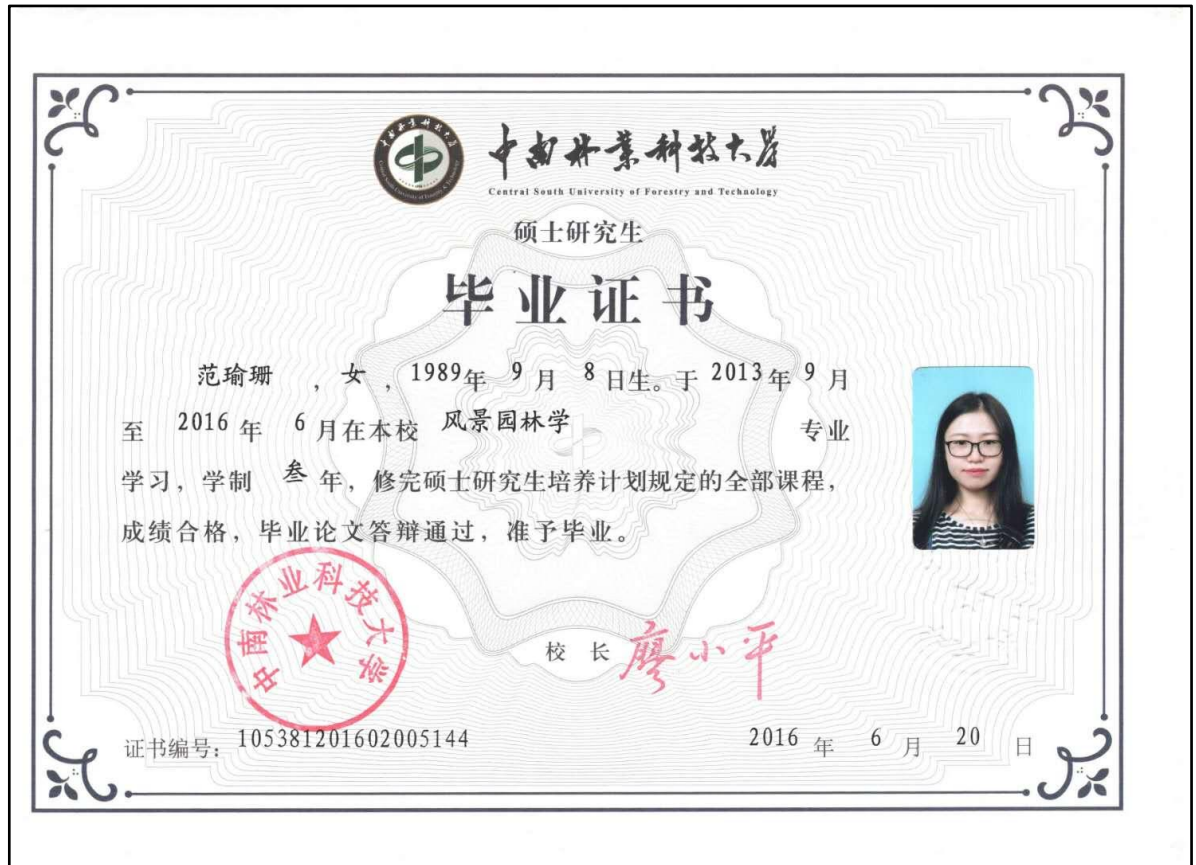 中南林业科技大学
Central South University of Forestry and Technology
硕士研究生
毕业证书
范瑜珊 ，女，1989年 9 月 8 日生。于 2013年 9 月
至 2016 年 6 月在本校 风景园林学 专业
学习，学制 叁 年，修完硕士研究生培养计划规定的全部课程，
成绩合格，毕业论文答辩通过，准予毕业。
中南林业科技大学
校 长 廖小平
证书编号：105381201602005144
2016 年 6 月 20 日